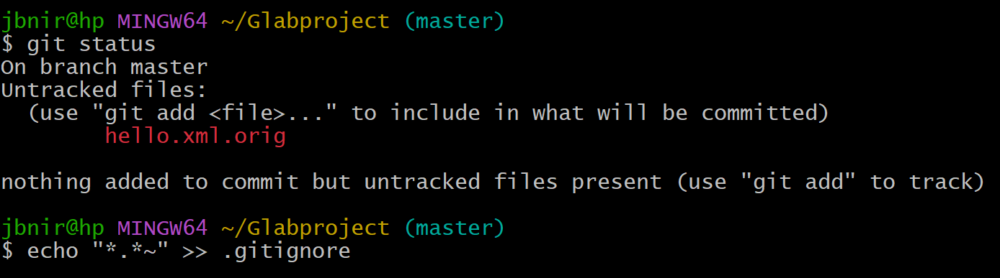 jbnir@hp MINGW64 ~/Glabproject (master)
$ git status
On branch master
Untracked files:
  (use "git add <file>..." to include in what will be committed)
        hello.xml.orig

nothing added to commit but untracked files present (use "git add" to track)

jbnir@hp MINGW64 ~/Glabproject (master)
$ echo "*.*~" >> .gitignore